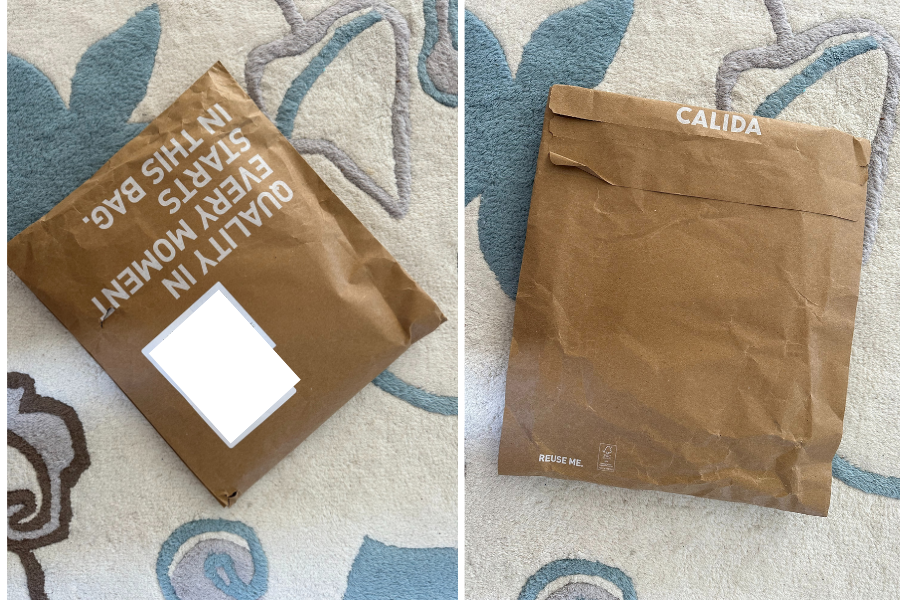 QUALITY IN
EVERY MOMENT
STARTS
IN THIS BAG.
CALIDA
REUSE ME.